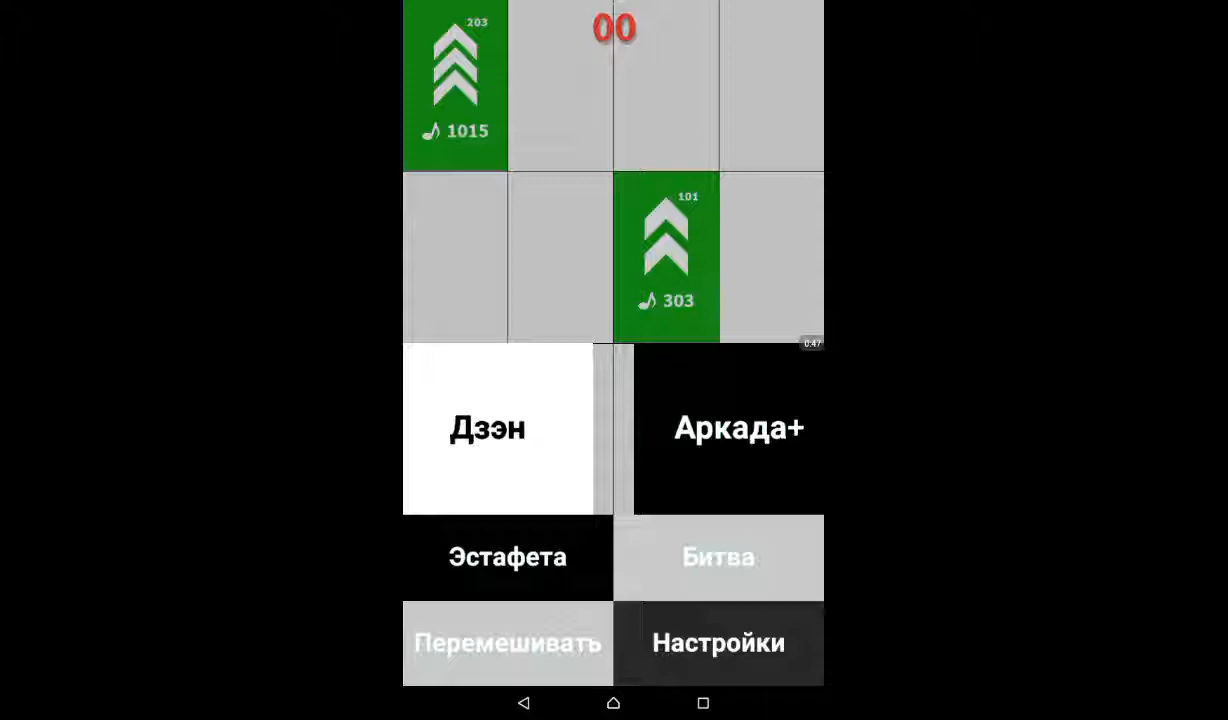 203
00
1015
101
303
0:47
Дзэн
Аркада+
Эстафета
Битва
Перемешивать
Настройки